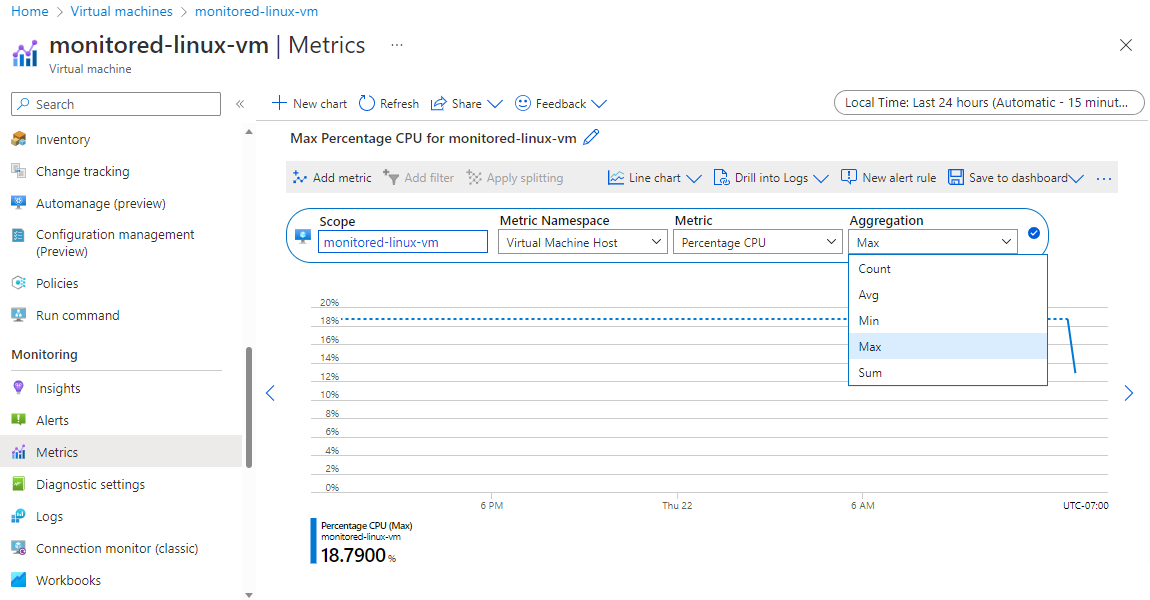 Home > Virtual machines > monitored-linux-vm
monitored-linux-vm | Metrics ...
Virtual machine
Search «
Inventory
Change tracking
Automanage (preview)
Configuration management
(Preview)
Policies
Run command
Monitoring
Insights
Alerts
Metrics
Diagnostic settings
Logs
Connection monitor (classic)
Workbooks
New chart Refresh Share Feedback
Local Time: Last 24 hours (Automatic - 15 minut...
Max Percentage CPU for monitored-linux-vm
Add metric Add filter Apply splitting Line chart Drill into Logs New alert rule Save to dashboard ...
Scope Metric Namespace Metric Aggregation
monitored-linux-vm Virtual Machine Host Percentage CPU Max
Count
Avg
Min
Max
Sum
20%
18%
16%
14%
12%
10%
8%
6%
4%
2%
0%
6 PM Thu 22 6 AM UTC-07:00
Percentage CPU (Max)
monitored-linux-vm
18.7900 %